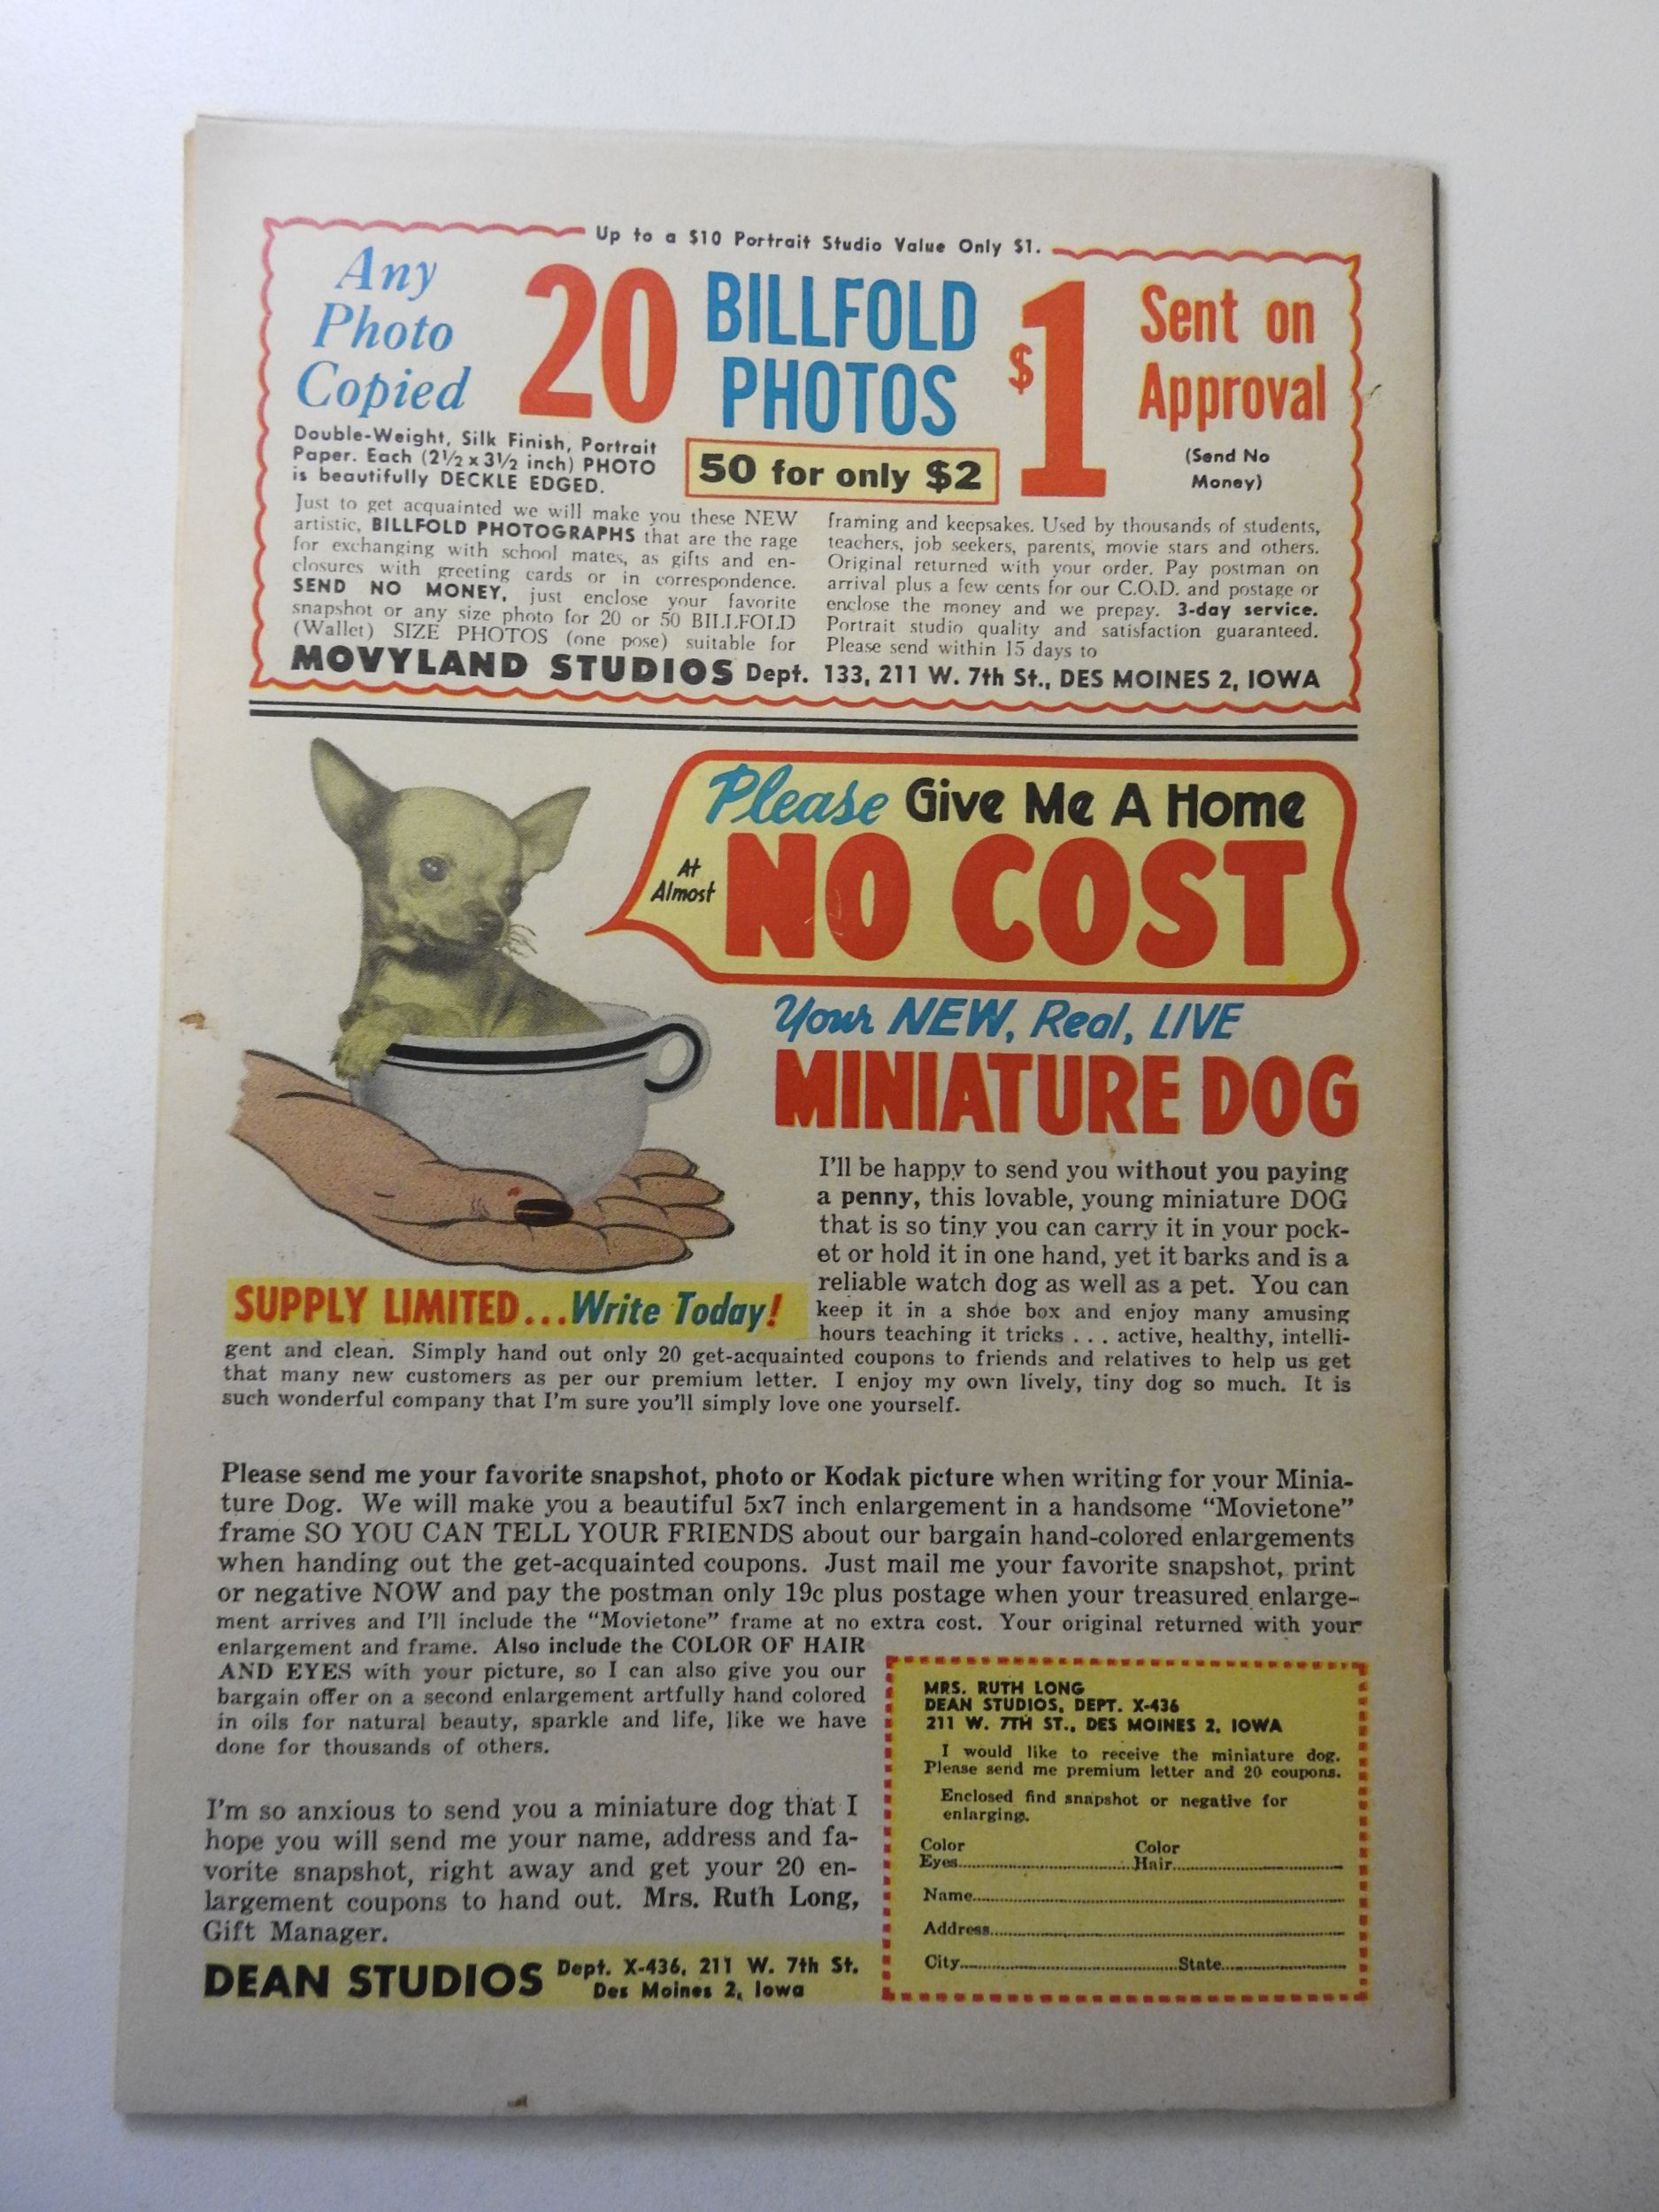 Up to a $10 Portrait Studio Value Only $1.
Any
Photo
Copied
20
BILLFOLD
PHOTOS
$1
Sent on
Approval
(Send No
Money)
50 for only $2
Double-Weight, Silk Finish, Portrait
Paper. Each (2½ x 3½ inch) PHOTO
is beautifully DECKLE EDGED.
Just to get acquainted we will make you these NEW
artistic, BILLFOLD PHOTOGRAPHS that are the rage
for exchanging with school mates, as gifts and en-
closures with greeting cards or in correspondence.
SEND NO MONEY, just enclose your favorite
snapshot or any size photo for 20 or 50 BILLFOLD
(Wallet) SIZE PHOTOS (one pose) suitable for
framing and keepsakes. Used by thousands of students,
teachers, job seekers, parents, movie stars and others.
Original returned with your order. Pay postman on
arrival plus a few cents for our C.O.D. and postage or
enclose the money and we prepay. 3-day service.
Portrait studio quality and satisfaction guaranteed.
Please send within 15 days to
MOVYLAND STUDIOS Dept. 133, 211 W. 7th St., DES MOINES 2, IOWA
Please Give Me A Home
At
Almost
NO COST
Your NEW, Real, LIVE
MINIATURE DOG
I'll be happy to send you without you paying
a penny, this lovable, young miniature DOG
that is so tiny you can carry it in your pock-
et or hold it in one hand, yet it barks and is a
reliable watch dog as well as a pet. You can
keep it in a shoe box and enjoy many amusing
hours teaching it tricks . . . active, healthy, intelli-
SUPPLY LIMITED...Write Today!
gent and clean. Simply hand out only 20 get-acquainted coupons to friends and relatives to help us get
that many new customers as per our premium letter. I enjoy my own lively, tiny dog so much. It is
such wonderful company that I'm sure you'll simply love one yourself.
Please send me your favorite snapshot, photo or Kodak picture when writing for your Minia-
ture Dog. We will make you a beautiful 5x7 inch enlargement in a handsome "Movietone"
frame SO YOU CAN TELL YOUR FRIENDS about our bargain hand-colored enlargements
when handing out the get-acquainted coupons. Just mail me your favorite snapshot, print
or negative NOW and pay the postman only 19c plus postage when your treasured enlarge-
ment arrives and I'll include the "Movietone" frame at no extra cost. Your original returned with your
enlargement and frame. Also include the COLOR OF HAIR
AND EYES with your picture, so I can also give you our
bargain offer on a second enlargement artfully hand colored
in oils for natural beauty, sparkle and life, like we have
done for thousands of others.
I'm so anxious to send you a miniature dog that I
hope you will send me your name, address and fa-
vorite snapshot, right away and get your 20 en-
largement coupons to hand out. Mrs. Ruth Long,
Gift Manager.
DEAN STUDIOS Dept. X-436, 211 W. 7th St.
Des Moines 2, Iowa
MRS. RUTH LONG
DEAN STUDIOS, DEPT. X-436
211 W. 7TH ST., DES MOINES 2, IOWA
I would like to receive the miniature dog.
Please send me premium letter and 20 coupons.
Enclosed find snapshot or negative for
enlarging.
Color Color
Eyes..............................Hair..............................
Name............................................................
Address............................................................
City..............................State..............................